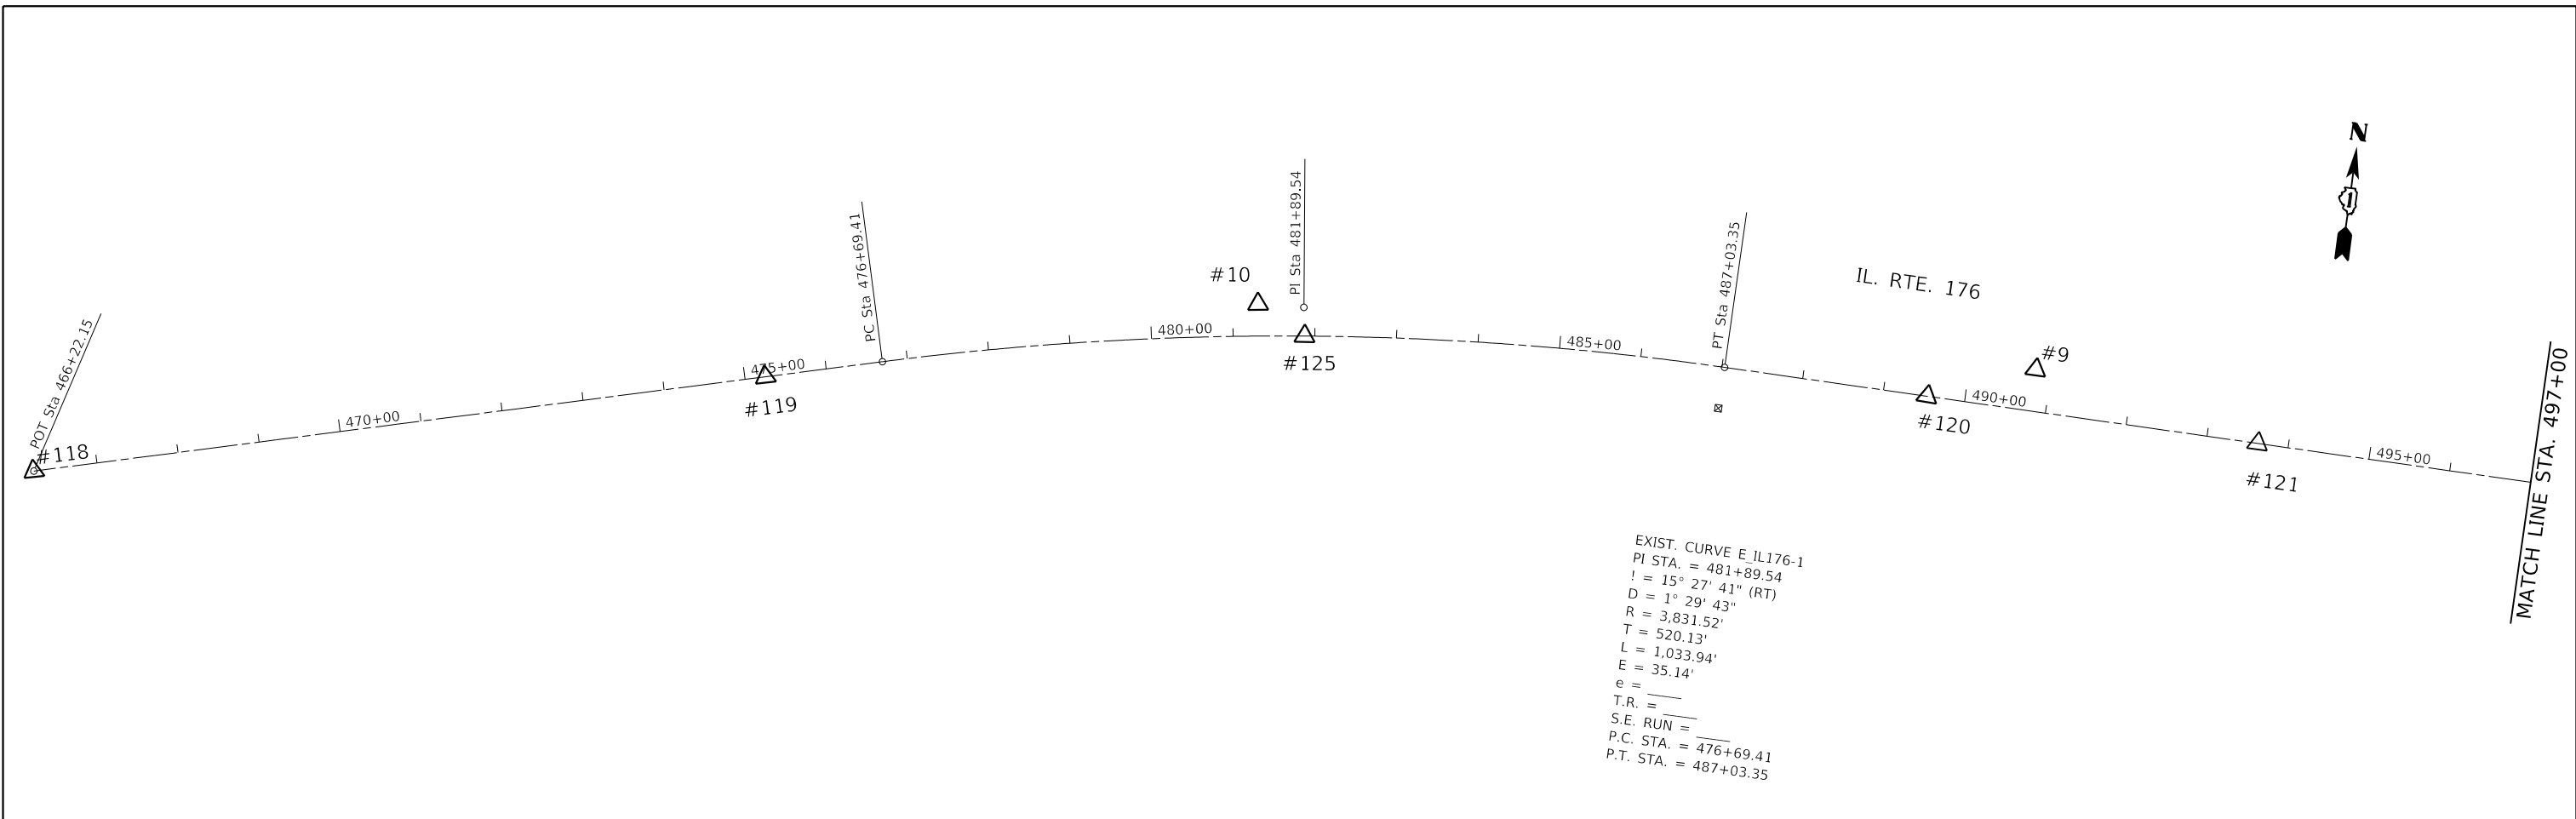 N
POT Sta 466+22.15
#118
470+00
475+00
#119
PC Sta 476+69.41
480+00
#10
PI Sta 481+89.54
#125
485+00
PT Sta 487+03.35
IL. RTE. 176
#120
490+00
#9
#121
495+00
MATCH LINE STA. 497+00
EXIST. CURVE E_IL176-1
PI STA. = 481+89.54
! = 15° 27' 41" (RT)
D = 1° 29' 43"
R = 3,831.52'
T = 520.13'
L = 1,033.94'
E = 35.14'
e = ____
T.R. = ____
S.E. RUN = ____
P.C. STA. = 476+69.41
P.T. STA. = 487+03.35